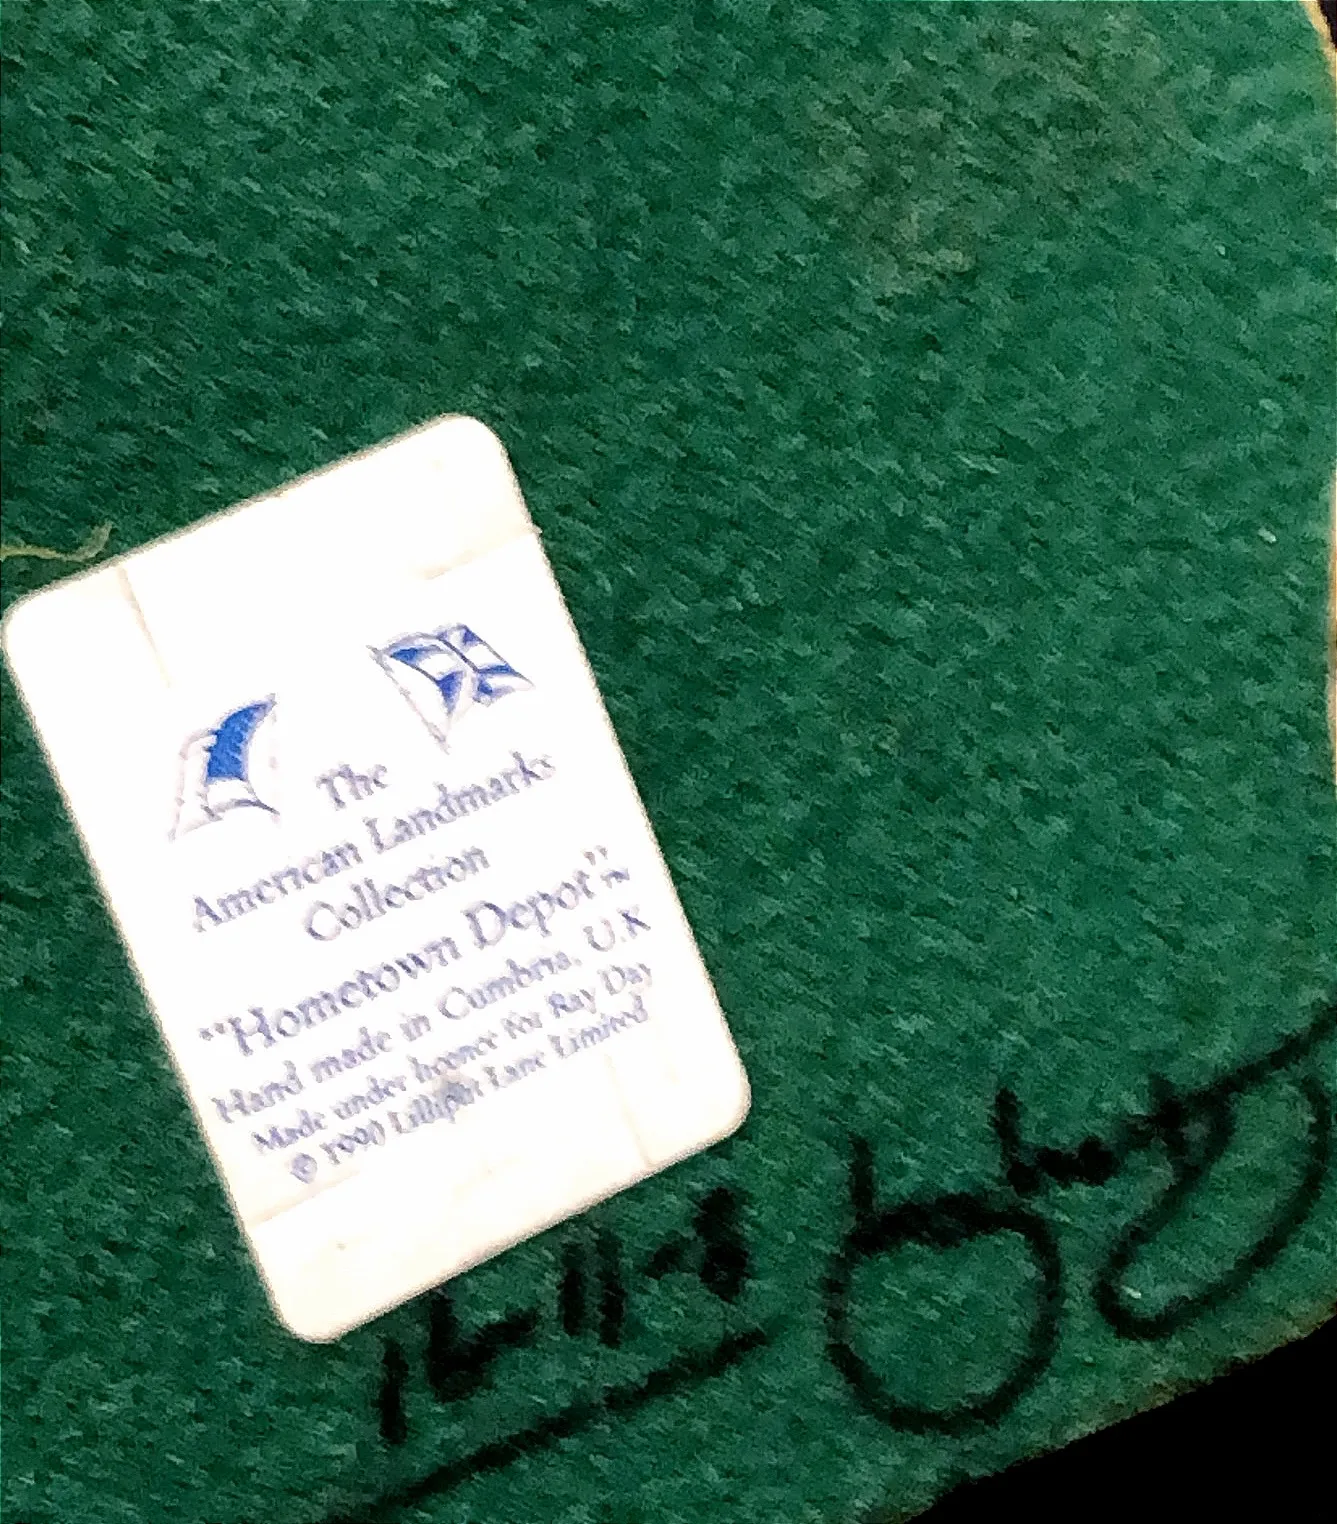 The
American Landmarks
Collection
"Hometown Depot"™
Hand made in Cumbria, U.K
Made under licence for Ray Day
© 1990 Lilliput Lane Limited